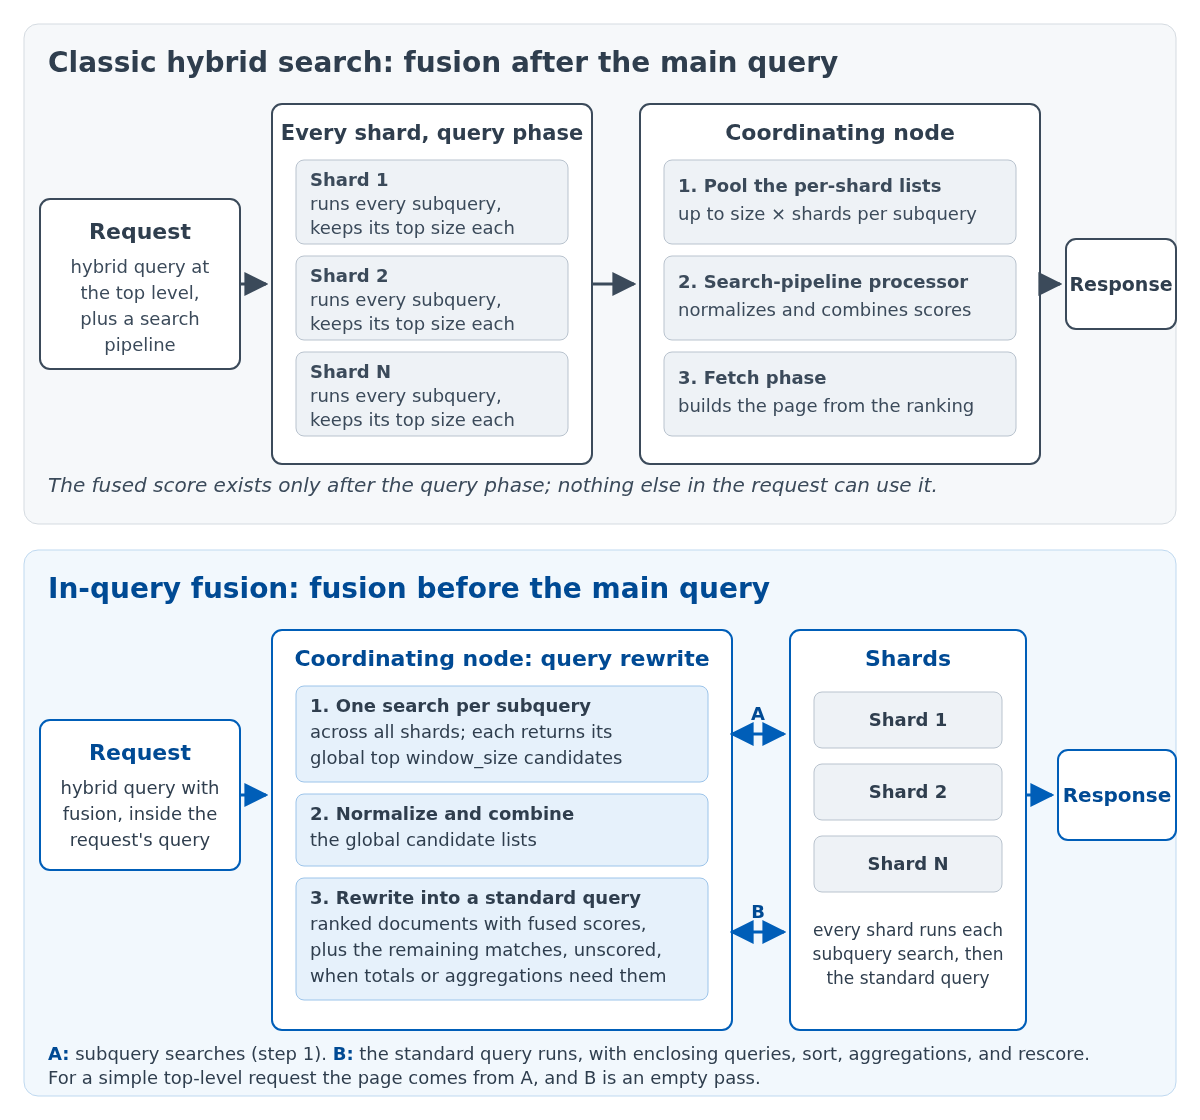 Classic hybrid search: fusion after the main query
Request
hybrid query at
the top level,
plus a search
pipeline
Every shard, query phase
Shard 1
runs every subquery,
keeps its top size each
Shard 2
runs every subquery,
keeps its top size each
Shard N
runs every subquery,
keeps its top size each
Coordinating node
1. Pool the per-shard lists
up to size × shards per subquery
2. Search-pipeline processor
normalizes and combines scores
3. Fetch phase
builds the page from the ranking
Response
The fused score exists only after the query phase; nothing else in the request can use it.
In-query fusion: fusion before the main query
Request
hybrid query with
fusion, inside the
request's query
Coordinating node: query rewrite
1. One search per subquery
across all shards; each returns its
global top window_size candidates
2. Normalize and combine
the global candidate lists
3. Rewrite into a standard query
ranked documents with fused scores,
plus the remaining matches, unscored,
when totals or aggregations need them
A
B
Shards
Shard 1
Shard 2
Shard N
every shard runs each
subquery search, then
the standard query
Response
A: subquery searches (step 1). B: the standard query runs, with enclosing queries, sort, aggregations, and rescore.
For a simple top-level request the page comes from A, and B is an empty pass.